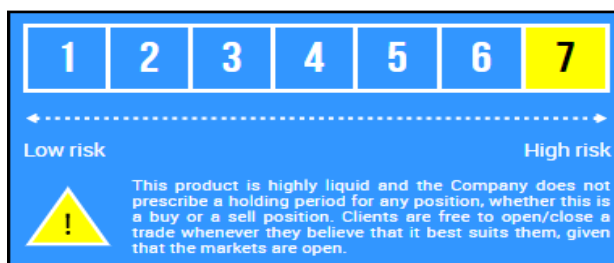 1 2 3 4 5 6 7
Low risk High risk
This product is highly liquid and the Company does not
prescribe a holding period for any position, whether this is
a buy or a sell position. Clients are free to open/close a
! trade whenever they believe that it best suits them, given
that the markets are open.